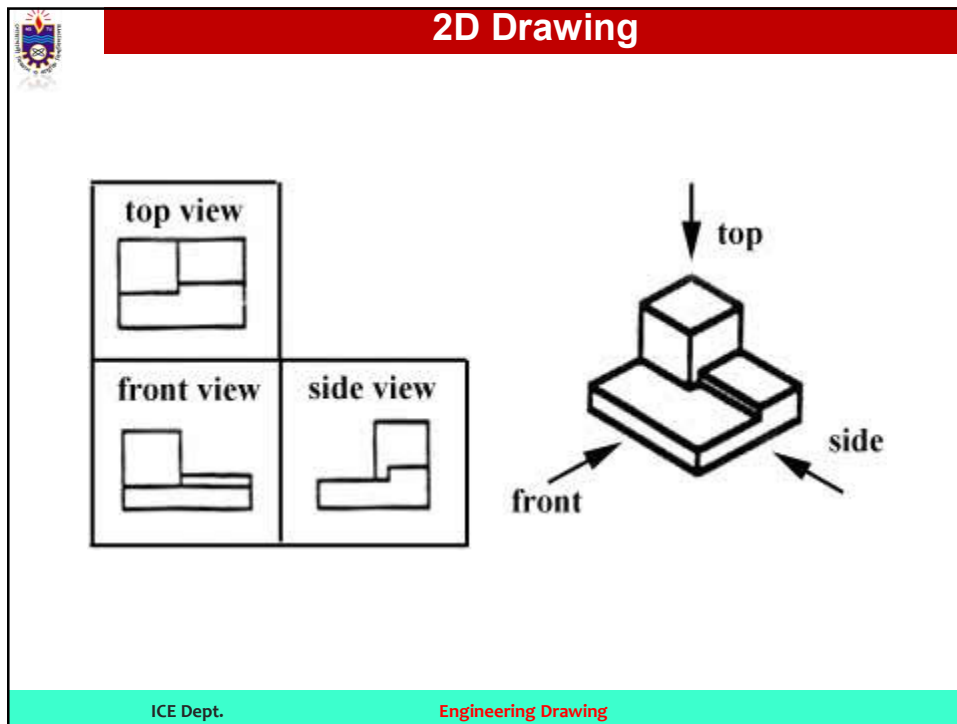 2D Drawing
top view
front view
side view
top
side
front
ICE Dept.
Engineering Drawing